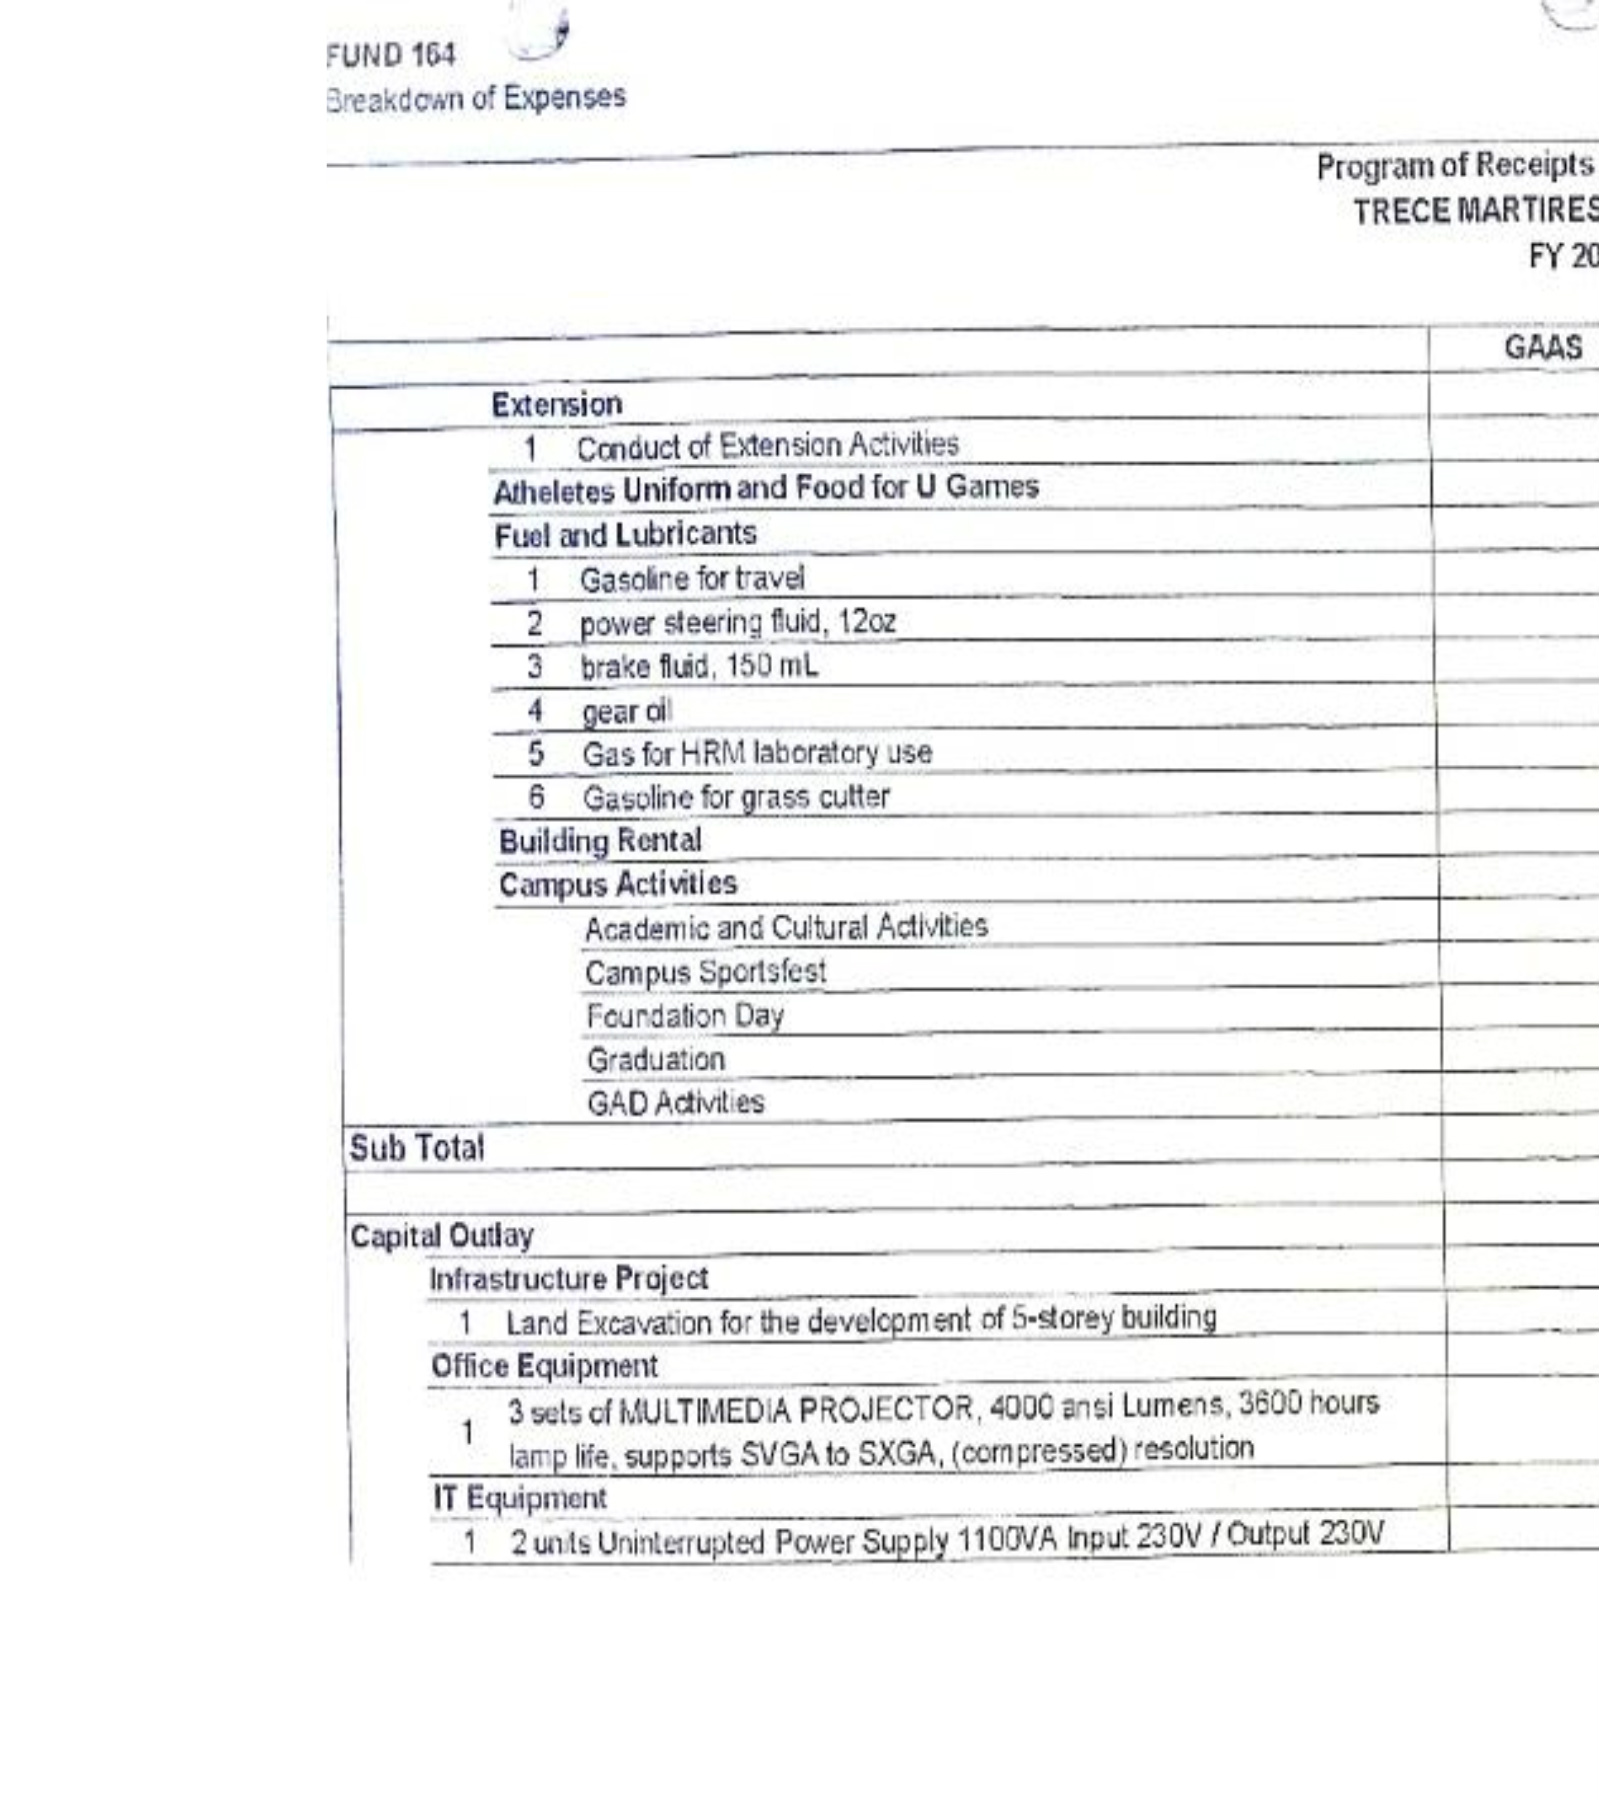 FUND 164
Breakdown of Expenses
Program of Receipts
TRECE MARTIRES
FY 20
GAAS
Extension
1 Conduct of Extension Activities
Atheletes Uniform and Food for U Games
Fuel and Lubricants
1 Gasoline for travel
2 power steering fluid, 12oz
3 brake fluid, 150 mL
4 gear oil
5 Gas for HRM laboratory use
6 Gasoline for grass cutter
Building Rental
Campus Activities
Academic and Cultural Activities
Campus Sportsfest
Foundation Day
Graduation
GAD Activities
Sub Total
Capital Outlay
Infrastructure Project
1 Land Excavation for the development of 5-storey building
Office Equipment
1 3 sets of MULTIMEDIA PROJECTOR, 4000 ansi Lumens, 3600 hours
lamp life, supports SVGA to SXGA, (compressed) resolution
IT Equipment
1 2 units Uninterrupted Power Supply 1100VA Input 230V / Output 230V